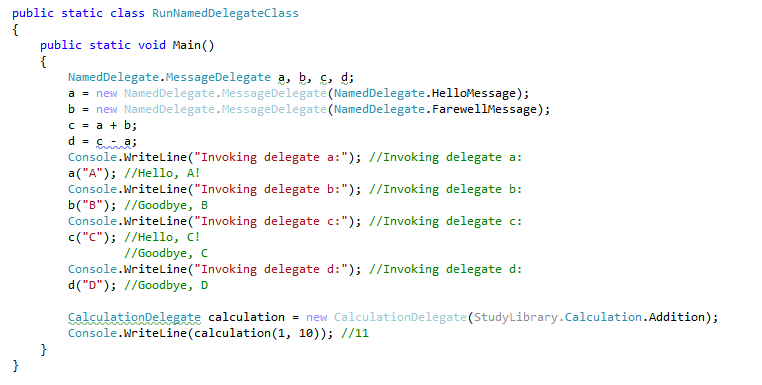 public static class RunNamedDelegateClass
{
    public static void Main()
    {
        NamedDelegate.MessageDelegate a, b, c, d;
        a = new NamedDelegate.MessageDelegate(NamedDelegate.HelloMessage);
        b = new NamedDelegate.MessageDelegate(NamedDelegate.FarewellMessage);
        c = a + b;
        d = c - a;
        Console.WriteLine("Invoking delegate a:"); //Invoking delegate a:
        a("A"); //Hello, A!
        Console.WriteLine("Invoking delegate b:"); //Invoking delegate b:
        b("B"); //Goodbye, B
        Console.WriteLine("Invoking delegate c:"); //Invoking delegate c:
        c("C"); //Hello, C!
                //Goodbye, C
        Console.WriteLine("Invoking delegate d:"); //Invoking delegate d:
        d("D"); //Goodbye, D

        CalculationDelegate calculation = new CalculationDelegate(StudyLibrary.Calculation.Addition);
        Console.WriteLine(calculation(1, 10)); //11
    }
}